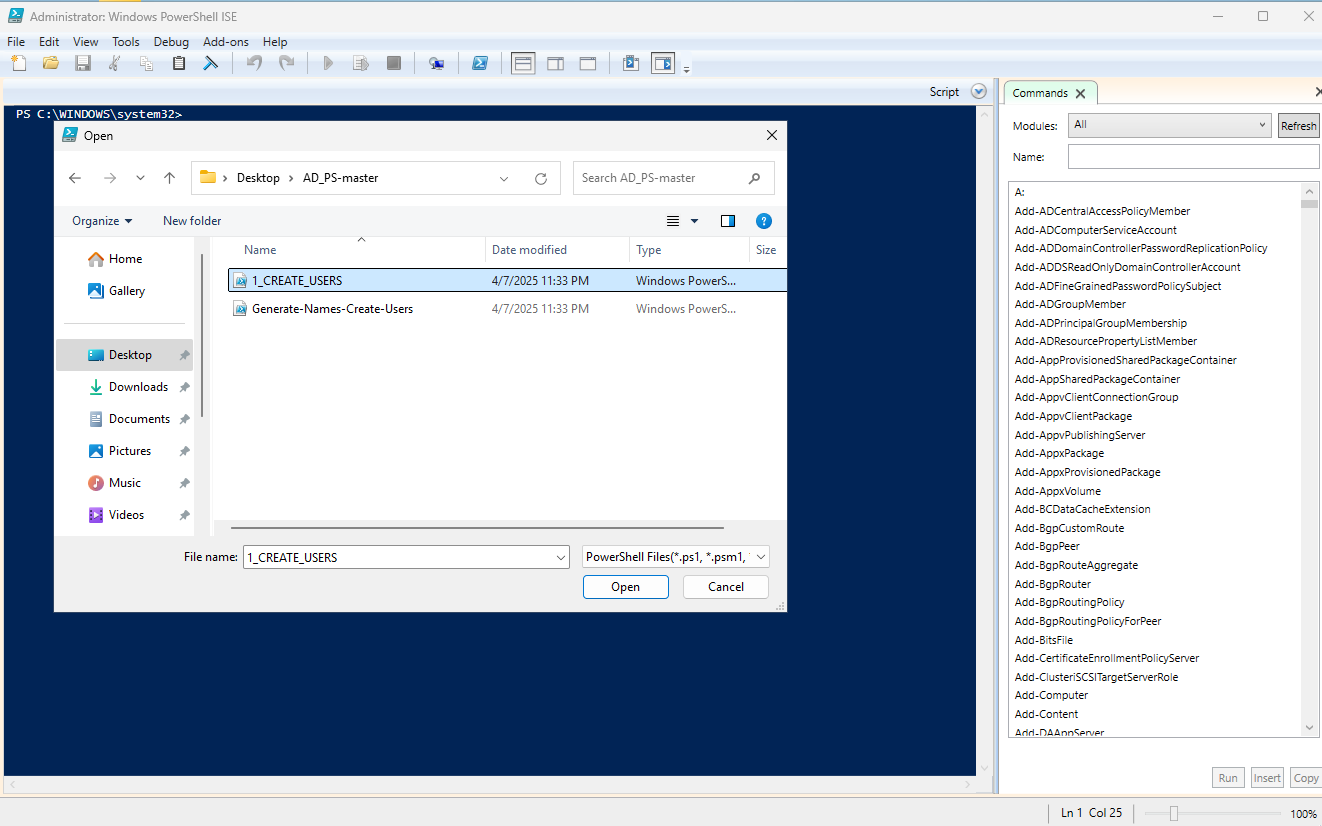 Administrator: Windows PowerShell ISE
File Edit View Tools Debug Add-ons Help
Script
PS C:\WINDOWS\system32>
Open
Desktop > AD_PS-master
Search AD_PS-master
Organize New folder
?
Name Date modified Type Size
Home
Gallery
Desktop
Downloads
Documents
Pictures
Music
Videos
1_CREATE_USERS 4/7/2025 11:33 PM Windows PowerS...
Generate-Names-Create-Users 4/7/2025 11:33 PM Windows PowerS...
File name: 1_CREATE_USERS PowerShell Files(*.ps1, *.psm1,
Open Cancel
Commands
Modules: All Refresh
Name:
A:
Add-ADCentralAccessPolicyMember
Add-ADComputerServiceAccount
Add-ADDomainControllerPasswordReplicationPolicy
Add-ADDSReadOnlyDomainControllerAccount
Add-ADFineGrainedPasswordPolicySubject
Add-ADGroupMember
Add-ADPrincipalGroupMembership
Add-ADResourcePropertyListMember
Add-AppProvisionedSharedPackageContainer
Add-AppSharedPackageContainer
Add-AppvClientConnectionGroup
Add-AppvClientPackage
Add-AppvPublishingServer
Add-AppxPackage
Add-AppxProvisionedPackage
Add-AppxVolume
Add-BCDataCacheExtension
Add-BgpCustomRoute
Add-BgpPeer
Add-BgpRouteAggregate
Add-BgpRouter
Add-BgpRoutingPolicy
Add-BgpRoutingPolicyForPeer
Add-BitsFile
Add-CertificateEnrollmentPolicyServer
Add-ClusteriSCSITargetServerRole
Add-Computer
Add-Content
Add-DAAppServer
Run Insert Copy
Ln 1 Col 25 100%